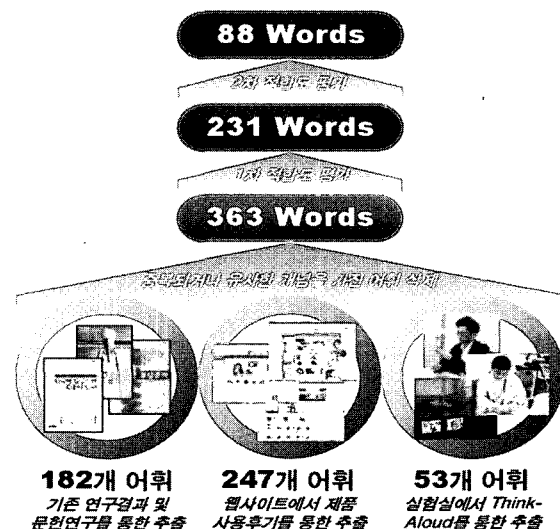 88 Words
2차 적합도 평가
231 Words
1차 적합도 평가
363 Words
중복되거나 유사한 개념을 가진 어휘 삭제
182개 어휘
기존 연구결과 및
문헌연구를 통한 추출
247개 어휘
웹사이트에서 제품
사용후기를 통한 추출
53개 어휘
실험실에서 Think-
Aloud를 통한 추출